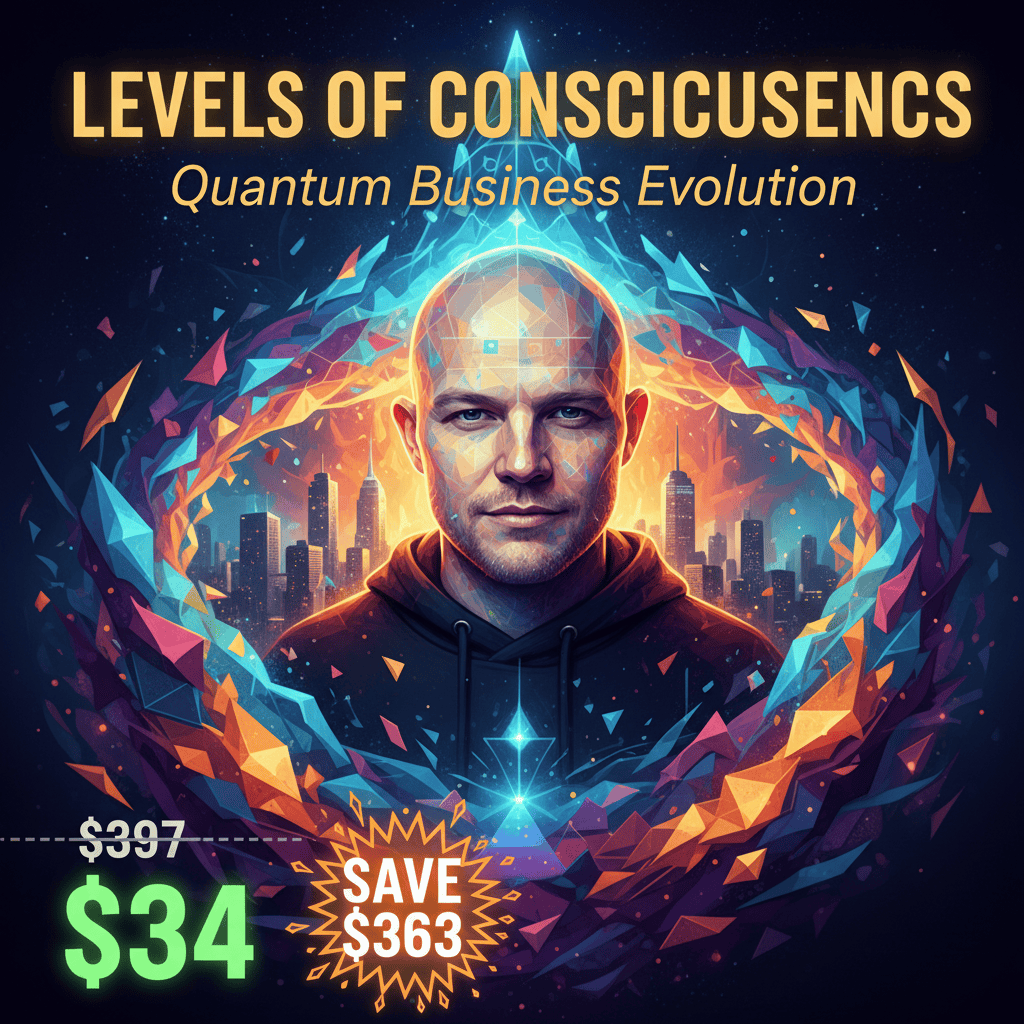 LEVELS OF CONSCICUSENCS
Quantum Business Evolution
$397
$34
SAVE
$363